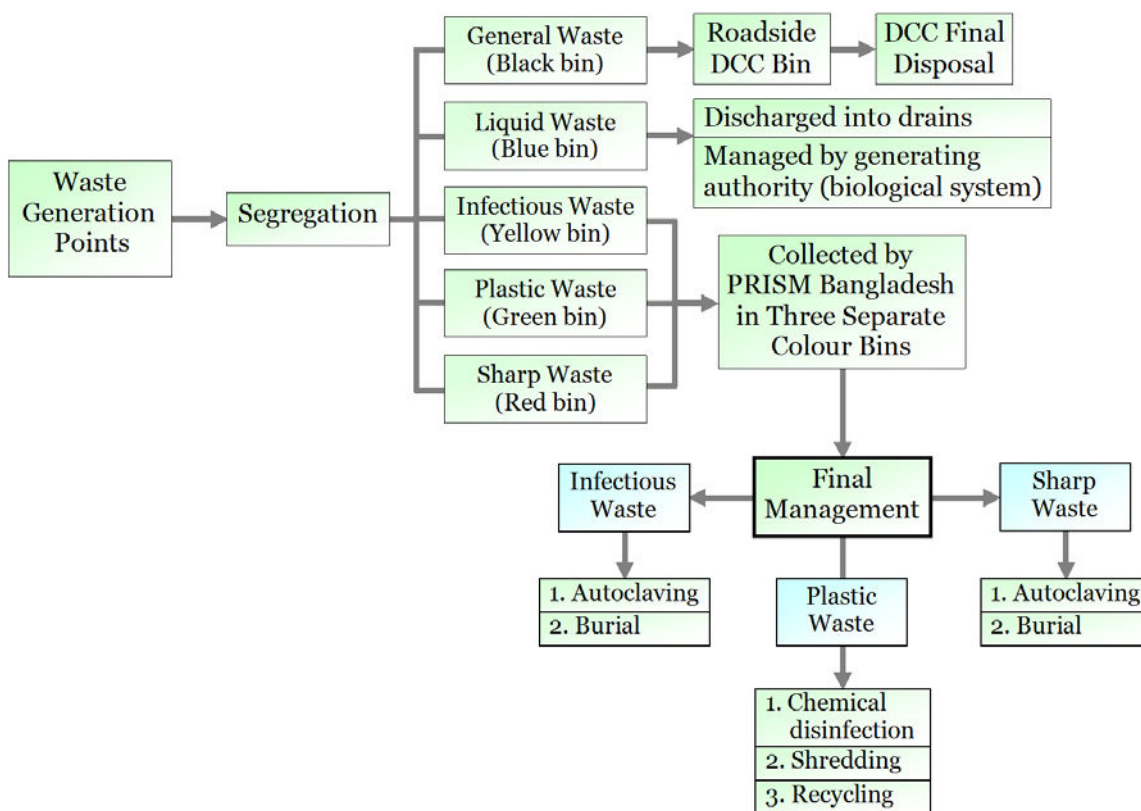 Waste
Generation
Points
Segregation
General Waste
(Black bin)
Roadside
DCC Bin
DCC Final
Disposal
Liquid Waste
(Blue bin)
Discharged into drains
Managed by generating
authority (biological system)
Infectious Waste
(Yellow bin)
Plastic Waste
(Green bin)
Sharp Waste
(Red bin)
Collected by
PRISM Bangladesh
in Three Separate
Colour Bins
Final
Management
Infectious
Waste
1. Autoclaving
2. Burial
Plastic
Waste
1. Chemical
disinfection
2. Shredding
3. Recycling
Sharp
Waste
1. Autoclaving
2. Burial